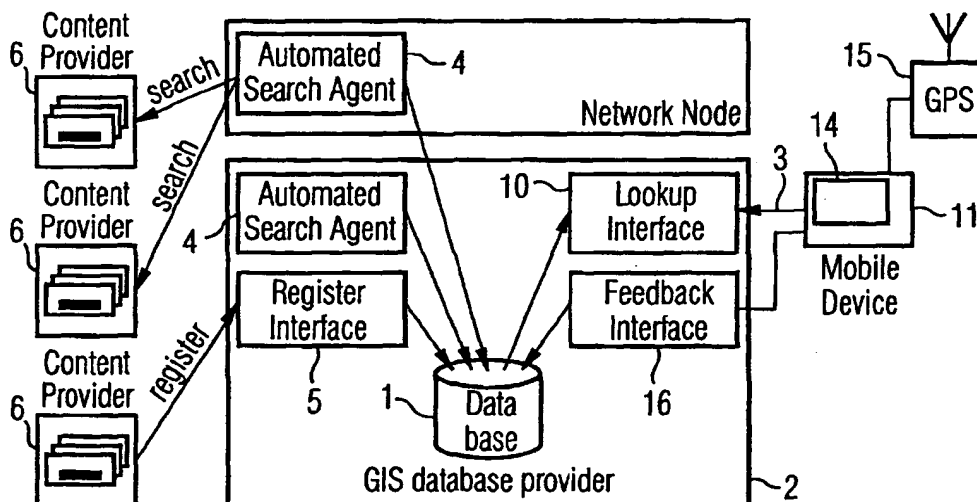 Content
Provider
6
search
Automated
Search Agent
4
Network Node
15
GPS
search
Content
Provider
6
Automated
Search Agent
4
10
Lookup
Interface
3
14
11
Mobile
Device
Register
Interface
5
Feedback
Interface
16
register
Content
Provider
6
1
Data
base
GIS database provider
2